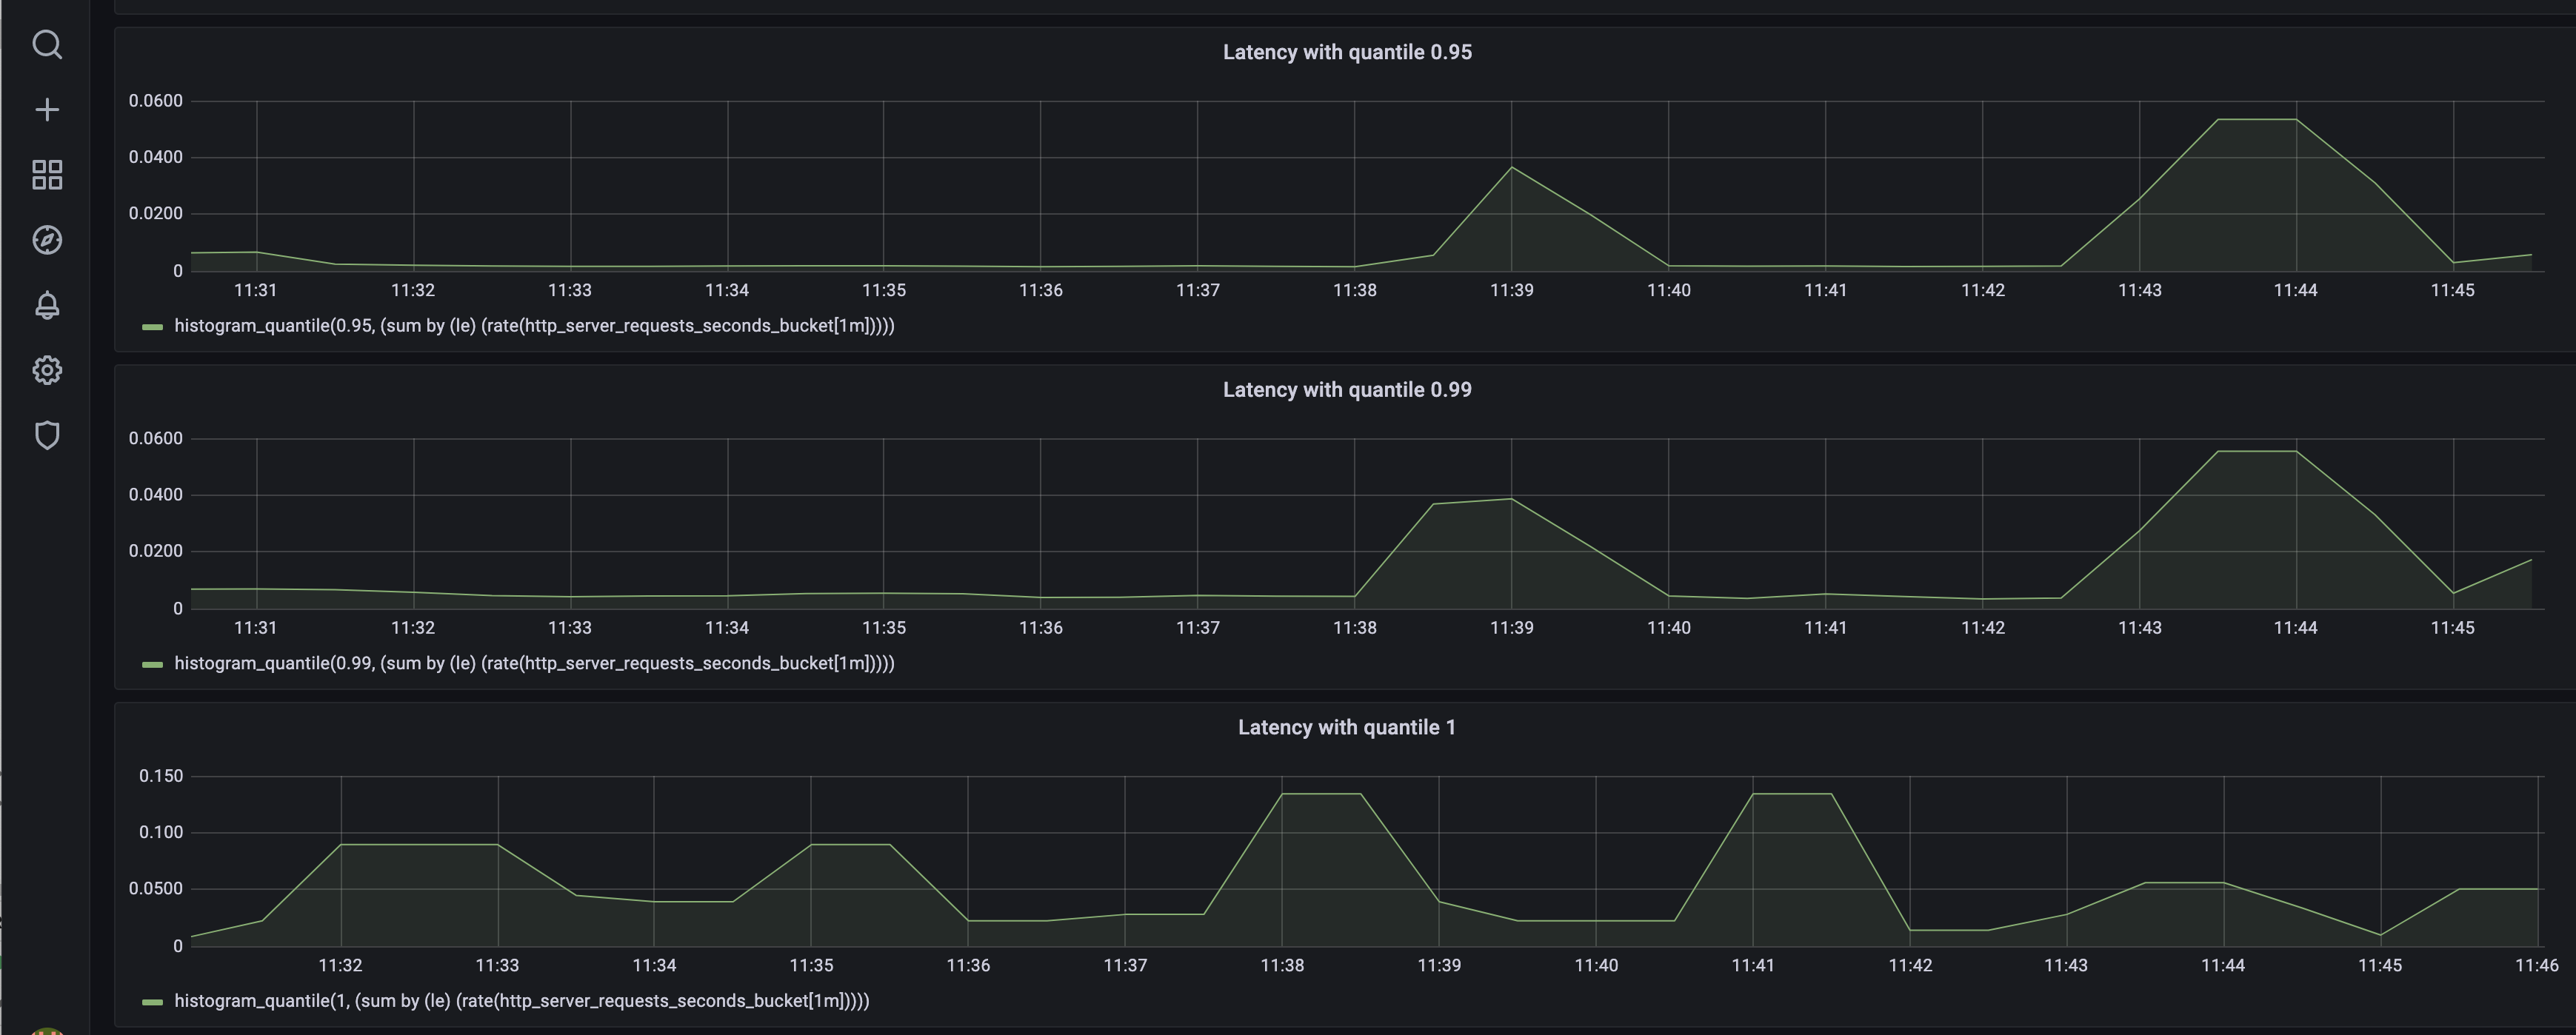 Latency with quantile 0.95
0.0600
0.0400
0.0200
0
11:31 11:32 11:33 11:34 11:35 11:36 11:37 11:38 11:39 11:40 11:41 11:42 11:43 11:44 11:45
histogram_quantile(0.95, (sum by (le) (rate(http_server_requests_seconds_bucket[1m]))))
Latency with quantile 0.99
0.0600
0.0400
0.0200
0
11:31 11:32 11:33 11:34 11:35 11:36 11:37 11:38 11:39 11:40 11:41 11:42 11:43 11:44 11:45
histogram_quantile(0.99, (sum by (le) (rate(http_server_requests_seconds_bucket[1m]))))
Latency with quantile 1
0.150
0.100
0.0500
0
11:32 11:33 11:34 11:35 11:36 11:37 11:38 11:39 11:40 11:41 11:42 11:43 11:44 11:45 11:46
histogram_quantile(1, (sum by (le) (rate(http_server_requests_seconds_bucket[1m]))))